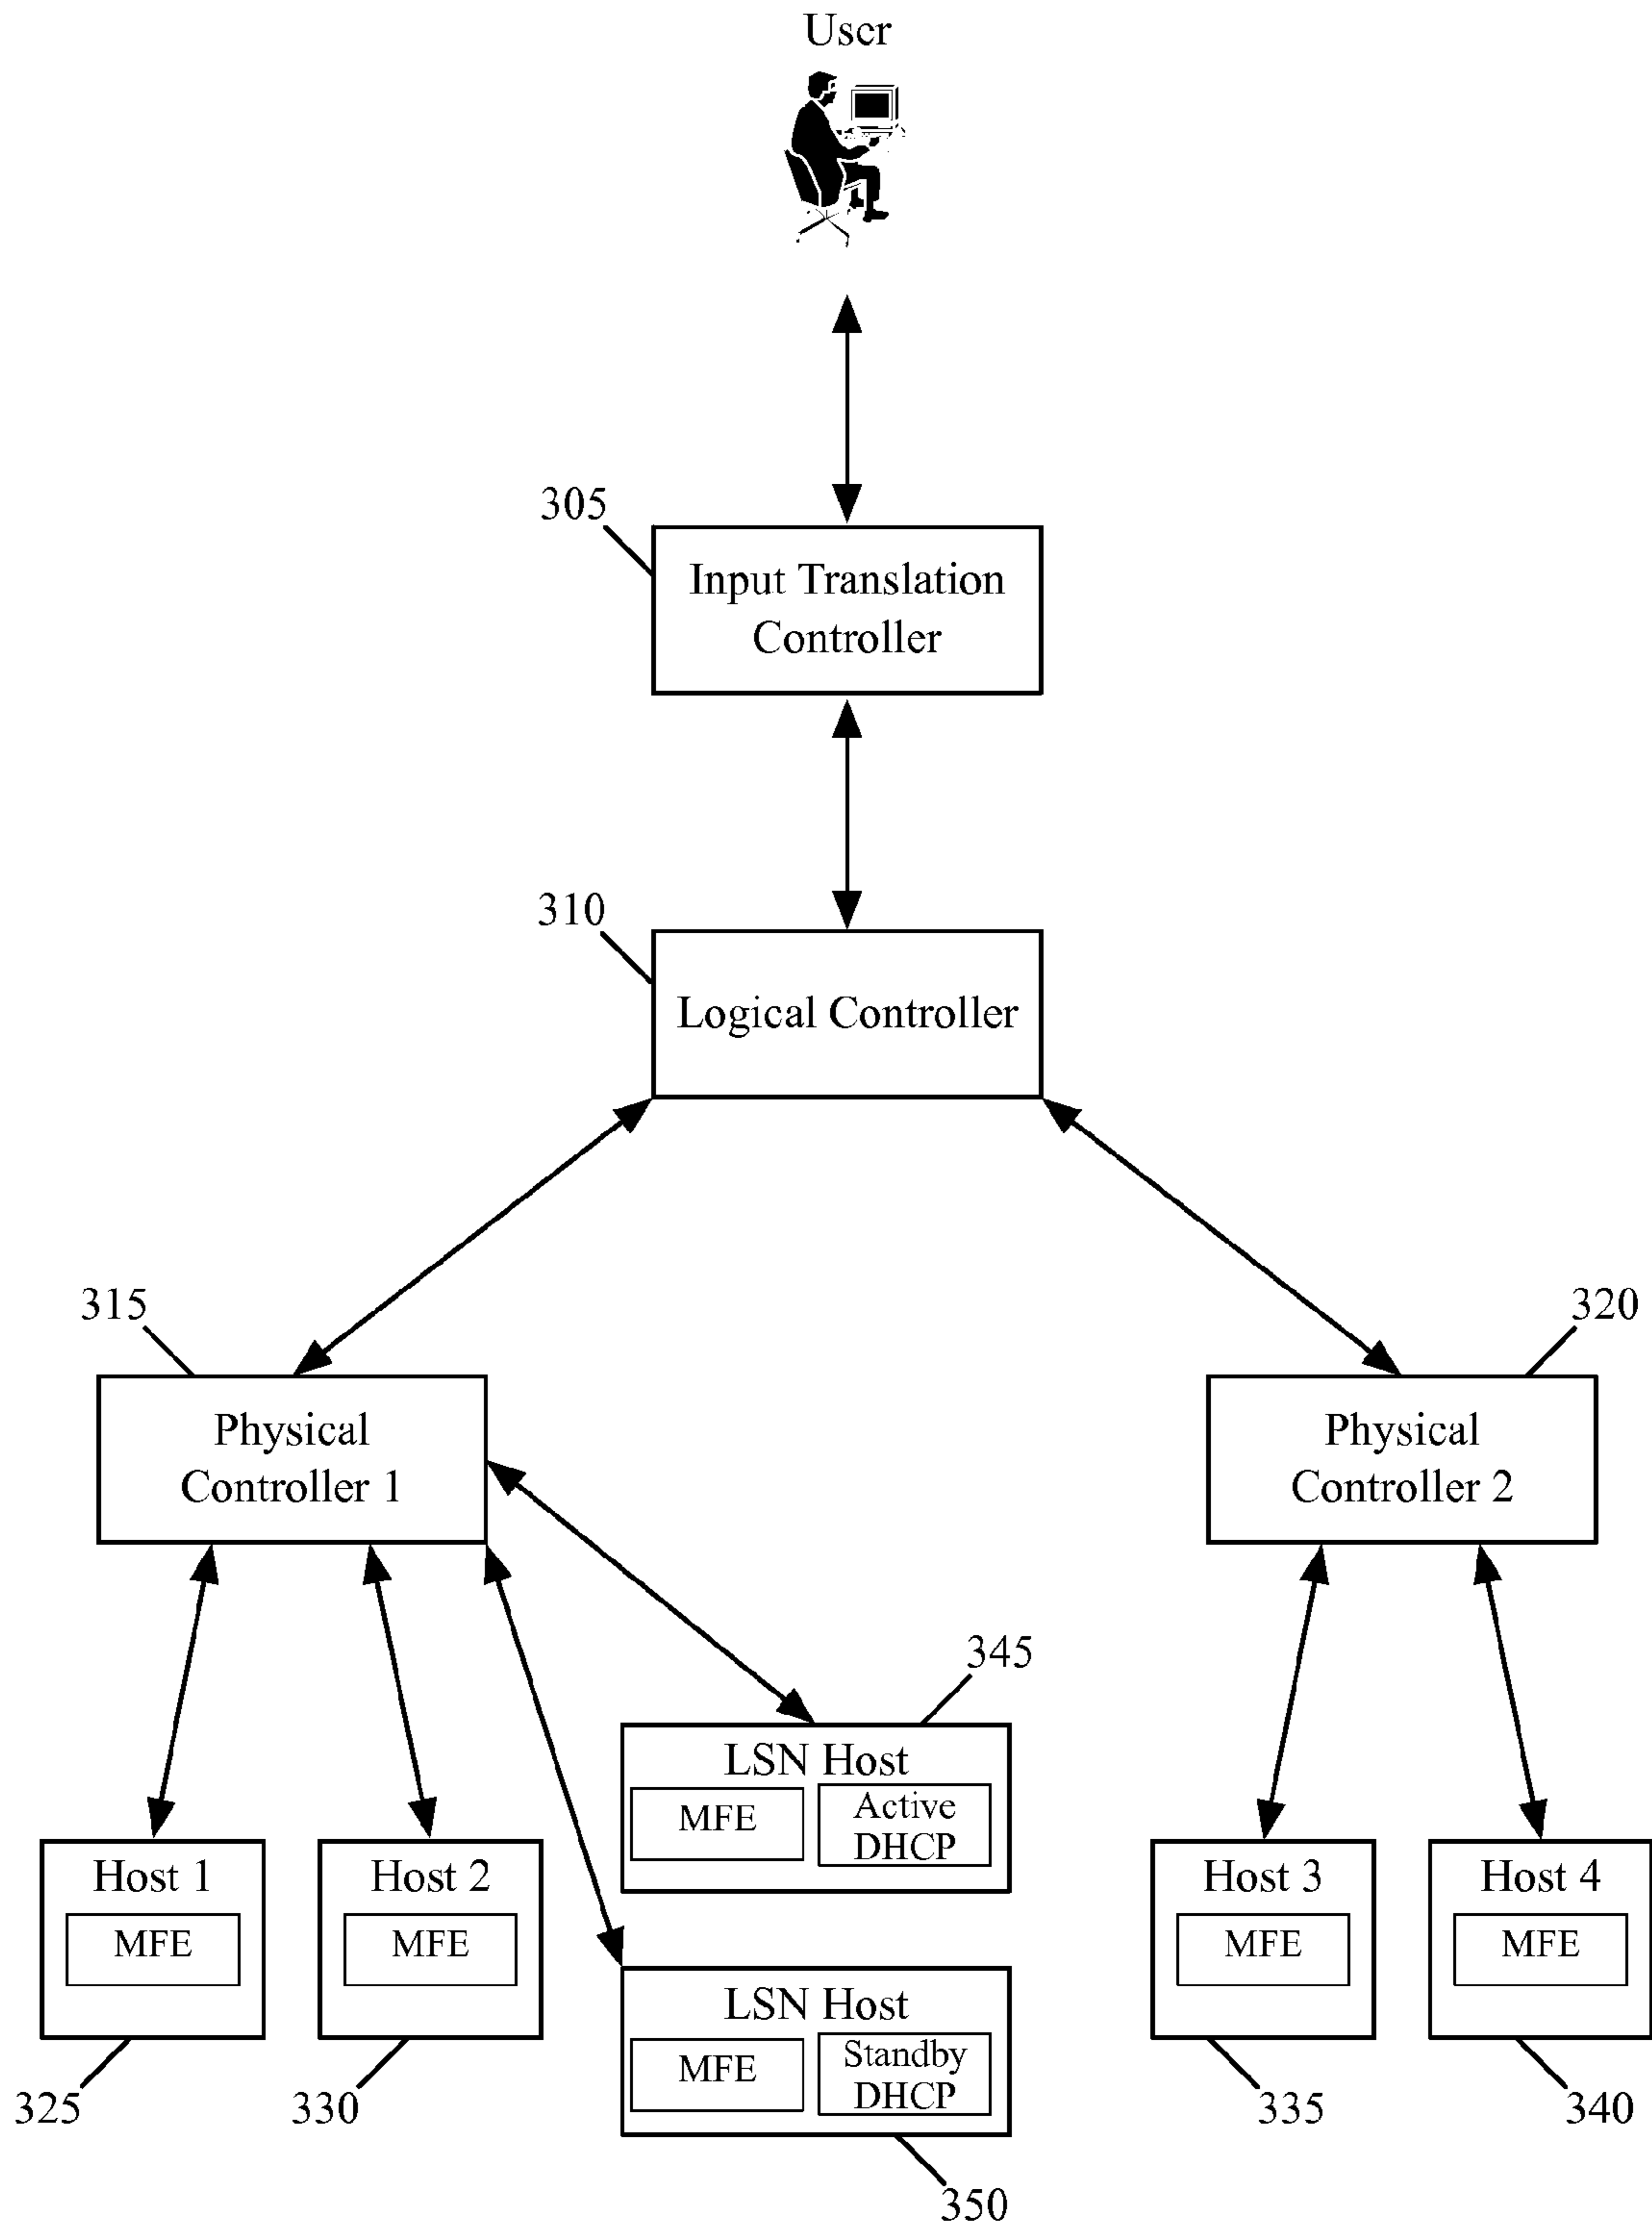 User
305
Input Translation
Controller
310
Logical Controller
315
320
Physical
Controller 1
Physical
Controller 2
345
LSN Host
MFE
Active
DHCP
Host 1
MFE
Host 2
MFE
Host 3
MFE
Host 4
MFE
LSN Host
MFE
Standby
DHCP
325
330
335
340
350